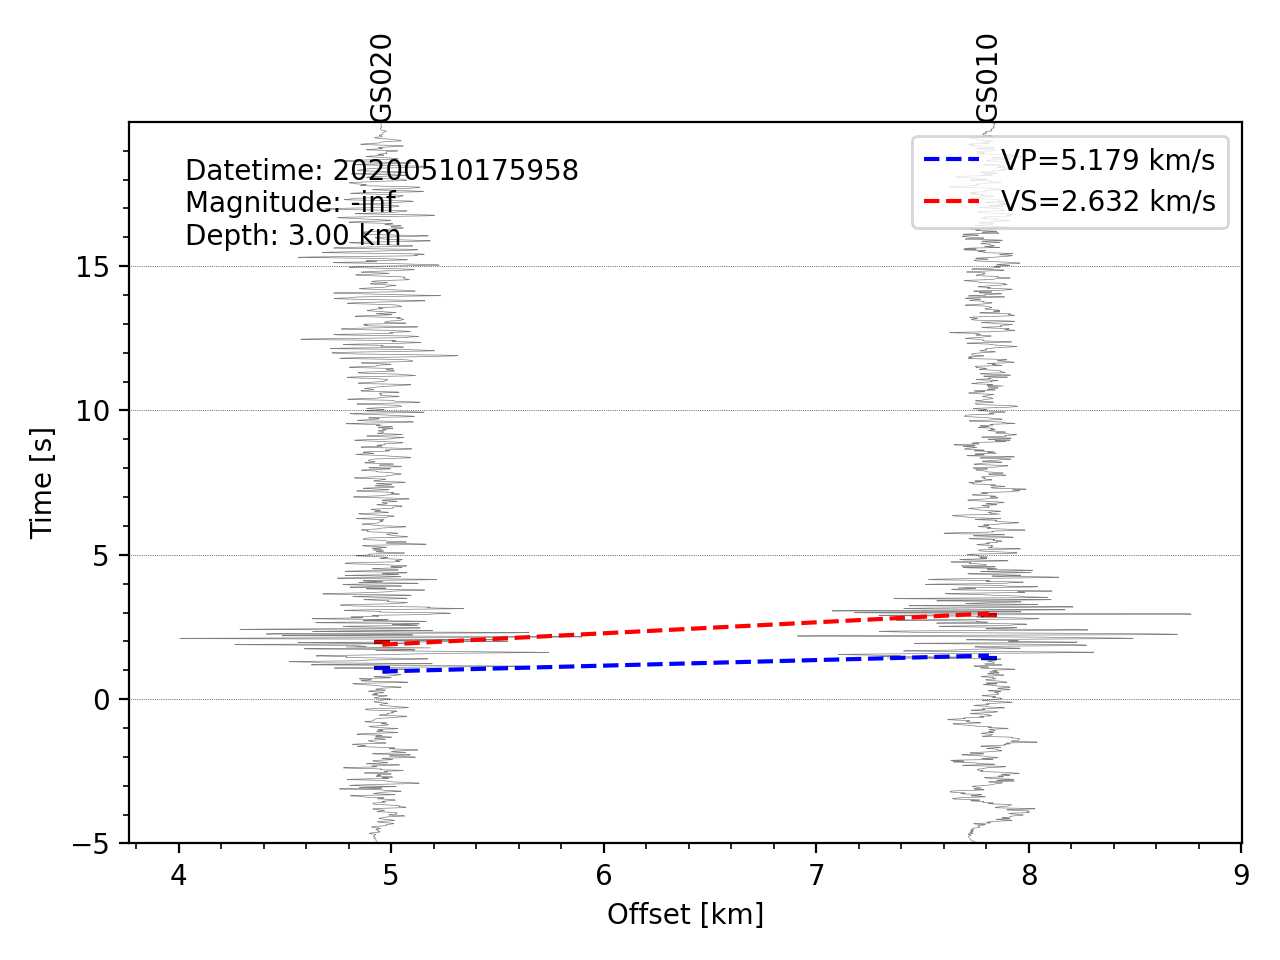 GS020
GS010
Datetime: 20200510175958
Magnitude: -inf
Depth: 3.00 km
VP=5.179 km/s
VS=2.632 km/s
15
10
5
0
−5
Time [s]
4
5
6
7
8
9
Offset [km]